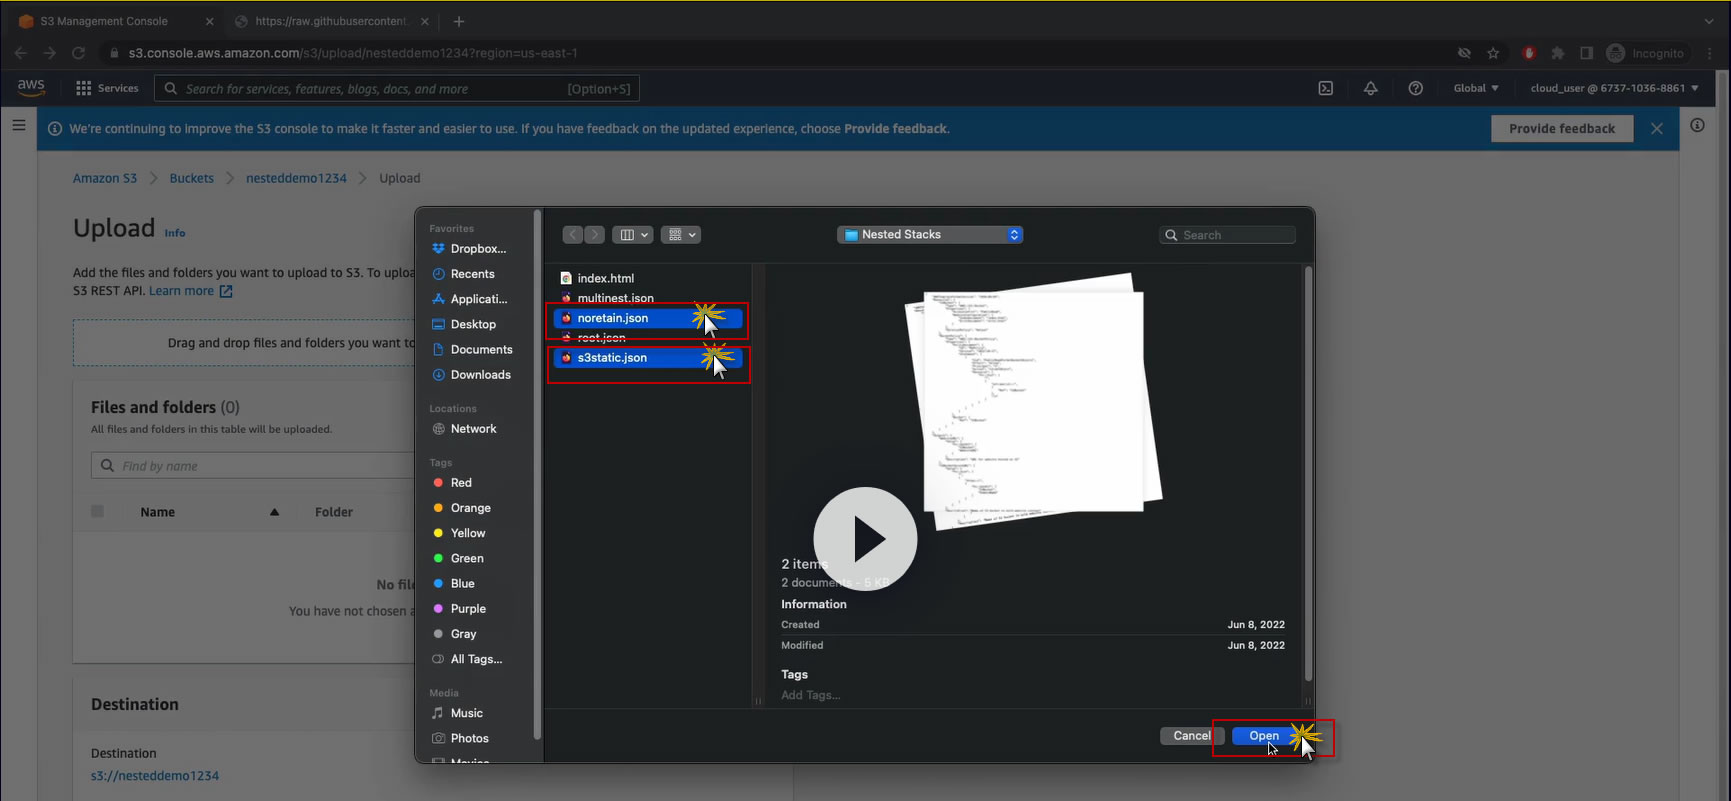 S3 Management Console
https://raw.githubusercontent.
s3.console.aws.amazon.com/s3/upload/nesteddemo1234?region=us-east-1
Incognito
aws
Services
Search for services, features, blogs, docs, and more
[Option+S]
Global
cloud_user @ 6737-1036-8861
We're continuing to improve the S3 console to make it faster and easier to use. If you have feedback on the updated experience, choose Provide feedback.
Provide feedback
Amazon S3
Buckets
nesteddemo1234
Upload
Upload
Info
Add the files and folders you want to upload to S3. To uploa
S3 REST API. Learn more
Drag and drop files and folders you want to
Files and folders (0)
All files and folders in this table will be uploaded.
Find by name
Name
Folder
No file
You have not chosen a
Destination
Destination
s3://nesteddemo1234
Favorites
Dropbox...
Recents
Applicati...
Desktop
Documents
Downloads
Locations
Network
Tags
Red
Orange
Yellow
Green
Blue
Purple
Gray
All Tags...
Media
Music
Photos
Movies
Nested Stacks
Search
index.html
multinest.json
noretain.json
root.json
s3static.json
2 items
2 documents - 5 KB
Information
Created
Jun 8, 2022
Modified
Jun 8, 2022
Tags
Add Tags...
Cancel
Open